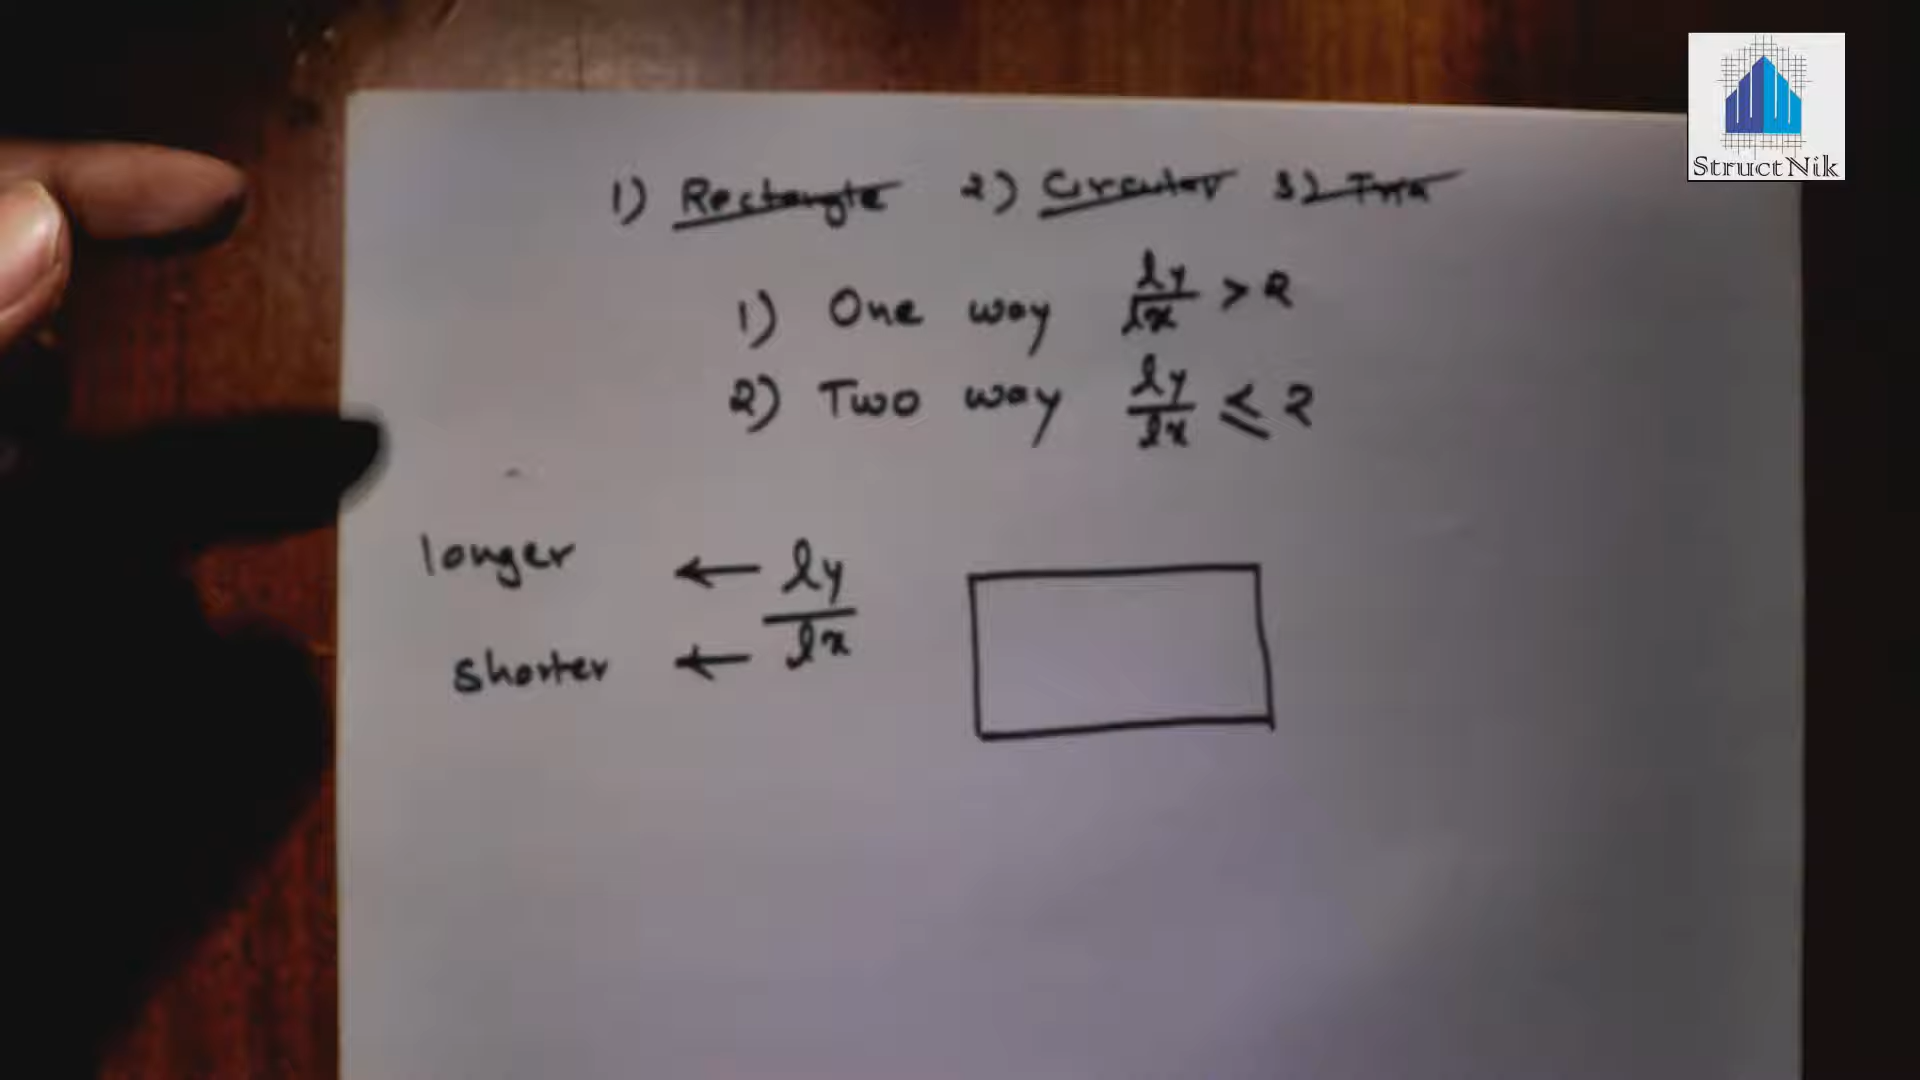 StructNik
1) Rectangle 2) Circular 3)
1) One way ly/lx > 2
2) Two way ly/lx ≤ 2
longer ← ly
shorter ← lx